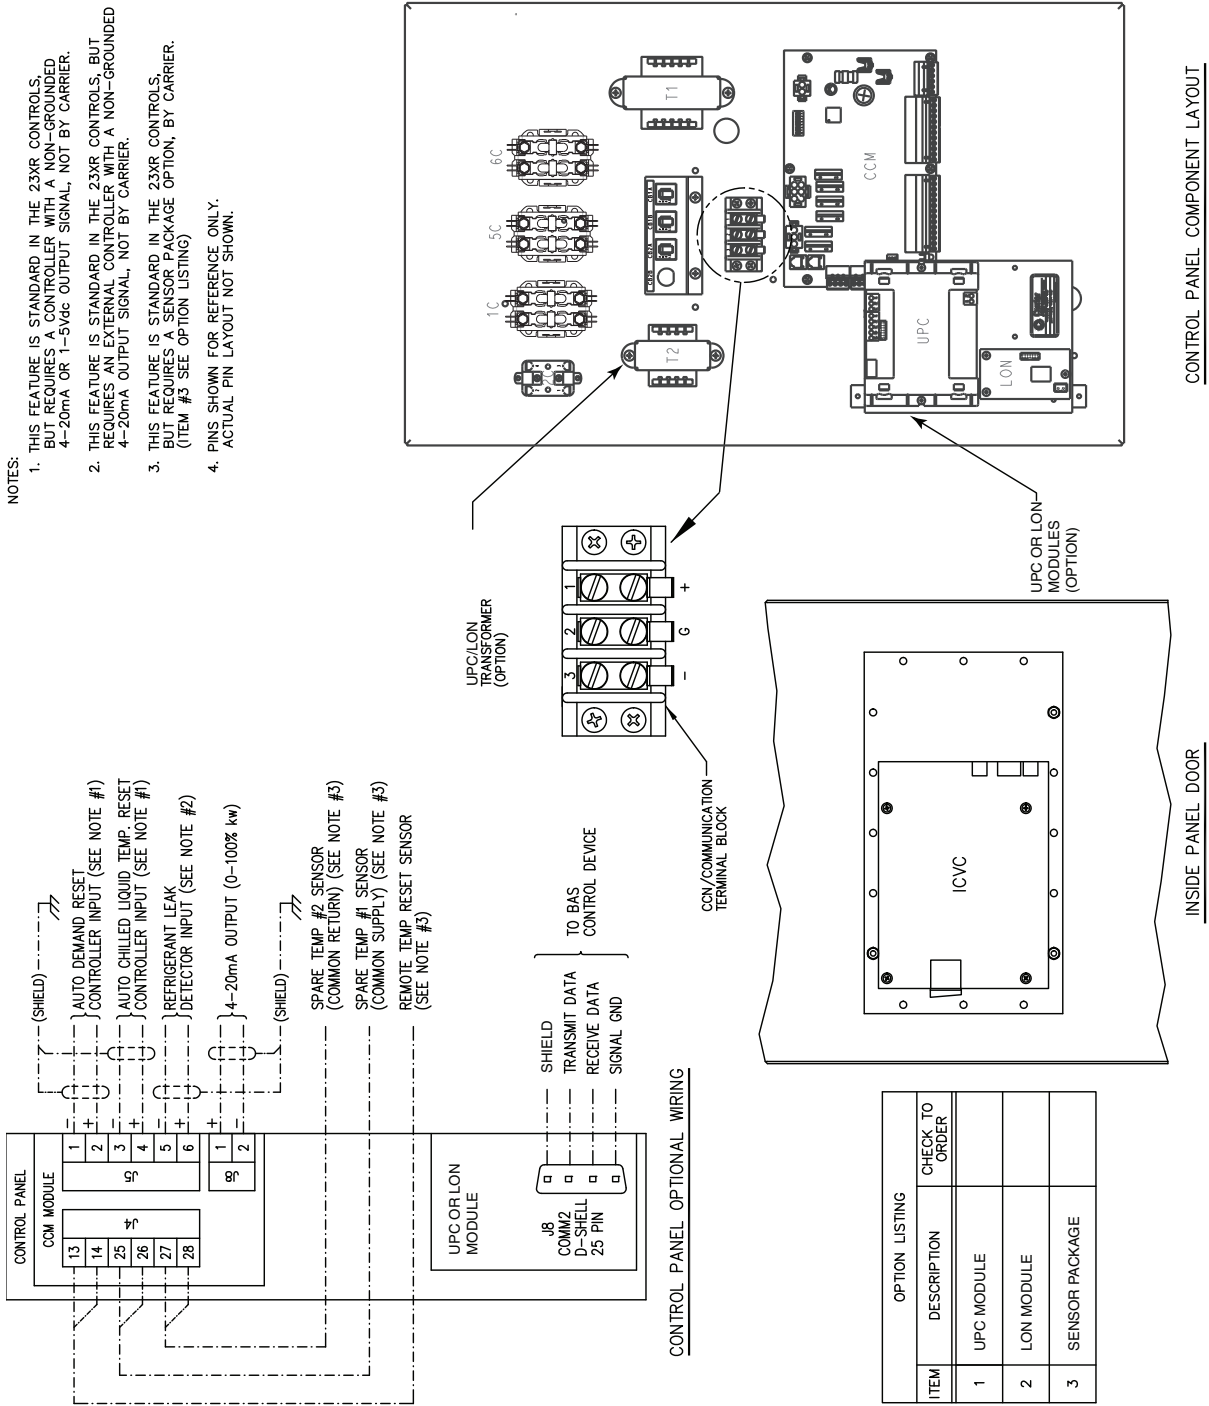 NOTES:
1. THIS FEATURE IS STANDARD IN THE 23XR CONTROLS,
BUT REQUIRES A CONTROLLER WITH A NON-GROUNDED
4-20mA OR 1-5Vdc OUTPUT SIGNAL, NOT BY CARRIER.
2. THIS FEATURE IS STANDARD IN THE 23XR CONTROLS, BUT
REQUIRES AN EXTERNAL CONTROLLER WITH A NON-GROUNDED
4-20mA OUTPUT SIGNAL, NOT BY CARRIER.
3. THIS FEATURE IS STANDARD IN THE 23XR CONTROLS,
BUT REQUIRES A SENSOR PACKAGE OPTION, BY CARRIER.
(ITEM #3 SEE OPTION LISTING)
4. PINS SHOWN FOR REFERENCE ONLY.
ACTUAL PIN LAYOUT NOT SHOWN.
CONTROL PANEL
CCM MODULE
J4
13
14
25
26
27
28
J5
1
2
3
4
5
6
J8
1
2
-
+
-
+
-
+
+
-
(SHIELD)
AUTO DEMAND RESET
CONTROLLER INPUT (SEE NOTE #1)
AUTO CHILLED LIQUID TEMP. RESET
CONTROLLER INPUT (SEE NOTE #1)
REFRIGERANT LEAK
DETECTOR INPUT (SEE NOTE #2)
4-20mA OUTPUT (0-100% kw)
(SHIELD)
SPARE TEMP #2 SENSOR
(COMMON RETURN) (SEE NOTE #3)
SPARE TEMP #1 SENSOR
(COMMON SUPPLY) (SEE NOTE #3)
REMOTE TEMP RESET SENSOR
(SEE NOTE #3)
UPC OR LON
MODULE
J8
COMM2
D-SHELL
25 PIN
SHIELD
TRANSMIT DATA
RECEIVE DATA
SIGNAL GND
TO BAS
CONTROL DEVICE
CONTROL PANEL OPTIONAL WIRING
UPC/LON
TRANSFORMER
(OPTION)
3
2
1
-
G
+
CCN/COMMUNICATION
TERMINAL BLOCK
1C
5C
6C
T2
T1
CB2B
CB2A
CB1B
CB1A
CCM
UPC
LON
UPC OR LON
MODULES
(OPTION)
CONTROL PANEL COMPONENT LAYOUT
ICVC
INSIDE PANEL DOOR
OPTION LISTING
ITEM DESCRIPTION CHECK TO
ORDER
1 UPC MODULE
2 LON MODULE
3 SENSOR PACKAGE